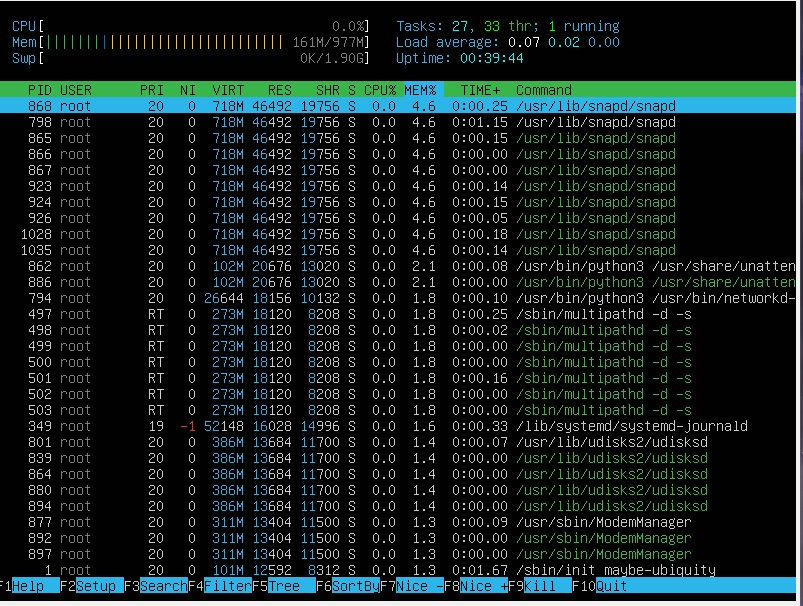 CPU[ 0.0%] Tasks: 27, 33 thr; 1 running
Mem[||||||||||||||||||||||||||||||| 161M/977M] Load average: 0.07 0.02 0.00
Swp[ 0K/1.90G] Uptime: 00:39:44
PID USER PRI NI VIRT RES SHR S CPU% MEM% TIME+ Command
868 root 20 0 718M 46492 19756 S 0.0 4.6 0:00.25 /usr/lib/snapd/snapd
798 root 20 0 718M 46492 19756 S 0.0 4.6 0:01.15 /usr/lib/snapd/snapd
865 root 20 0 718M 46492 19756 S 0.0 4.6 0:00.15 /usr/lib/snapd/snapd
866 root 20 0 718M 46492 19756 S 0.0 4.6 0:00.00 /usr/lib/snapd/snapd
867 root 20 0 718M 46492 19756 S 0.0 4.6 0:00.00 /usr/lib/snapd/snapd
923 root 20 0 718M 46492 19756 S 0.0 4.6 0:00.14 /usr/lib/snapd/snapd
924 root 20 0 718M 46492 19756 S 0.0 4.6 0:00.15 /usr/lib/snapd/snapd
926 root 20 0 718M 46492 19756 S 0.0 4.6 0:00.05 /usr/lib/snapd/snapd
1028 root 20 0 718M 46492 19756 S 0.0 4.6 0:00.18 /usr/lib/snapd/snapd
1035 root 20 0 718M 46492 19756 S 0.0 4.6 0:00.14 /usr/lib/snapd/snapd
862 root 20 0 102M 20676 13020 S 0.0 2.1 0:00.08 /usr/bin/python3 /usr/share/unatten
886 root 20 0 102M 20676 13020 S 0.0 2.1 0:00.00 /usr/bin/python3 /usr/share/unatten
794 root 20 0 26644 18156 10132 S 0.0 1.8 0:00.10 /usr/bin/python3 /usr/bin/networkd-
497 root RT 0 273M 18120 8208 S 0.0 1.8 0:00.25 /sbin/multipathd -d -s
498 root RT 0 273M 18120 8208 S 0.0 1.8 0:00.02 /sbin/multipathd -d -s
499 root RT 0 273M 18120 8208 S 0.0 1.8 0:00.00 /sbin/multipathd -d -s
500 root RT 0 273M 18120 8208 S 0.0 1.8 0:00.00 /sbin/multipathd -d -s
501 root RT 0 273M 18120 8208 S 0.0 1.8 0:00.16 /sbin/multipathd -d -s
502 root RT 0 273M 18120 8208 S 0.0 1.8 0:00.00 /sbin/multipathd -d -s
503 root RT 0 273M 18120 8208 S 0.0 1.8 0:00.00 /sbin/multipathd -d -s
349 root 19 -1 52148 16028 14996 S 0.0 1.6 0:00.33 /lib/systemd/systemd-journald
801 root 20 0 386M 13684 11700 S 0.0 1.4 0:00.07 /usr/lib/udisks2/udisksd
839 root 20 0 386M 13684 11700 S 0.0 1.4 0:00.00 /usr/lib/udisks2/udisksd
864 root 20 0 386M 13684 11700 S 0.0 1.4 0:00.00 /usr/lib/udisks2/udisksd
880 root 20 0 386M 13684 11700 S 0.0 1.4 0:00.00 /usr/lib/udisks2/udisksd
894 root 20 0 386M 13684 11700 S 0.0 1.4 0:00.00 /usr/lib/udisks2/udisksd
877 root 20 0 311M 13404 11500 S 0.0 1.3 0:00.09 /usr/sbin/ModemManager
892 root 20 0 311M 13404 11500 S 0.0 1.3 0:00.00 /usr/sbin/ModemManager
897 root 20 0 311M 13404 11500 S 0.0 1.3 0:00.00 /usr/sbin/ModemManager
1 root 20 0 101M 12592 8312 S 0.0 1.3 0:01.67 /sbin/init maybe-ubiquity
F1Help F2Setup F3SearchF4FilterF5Tree F6SortByF7Nice -F8Nice +F9Kill F10Quit